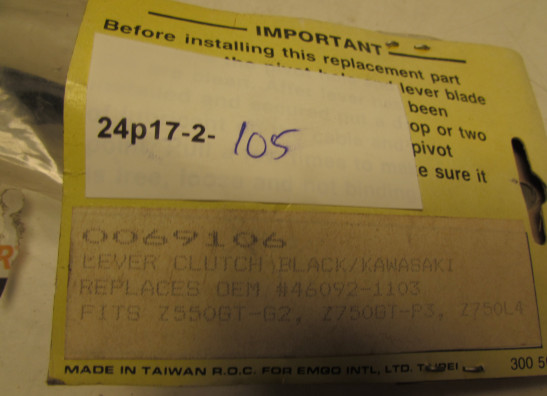 IMPORTANT
Before installing this replacement part
lever blade
been
op or two
pivot
e sure it
24p17-2- 105
0069106
LEVER CLUTCH BLACK/KAWASAKI
REPLACES OEM #46092-1103
FITS Z550GT-G2, Z750GT-P3, Z750L4
MADE IN TAIWAN R.O.C. FOR EMGO INTL, LTD. TAIPEI
300 5
R